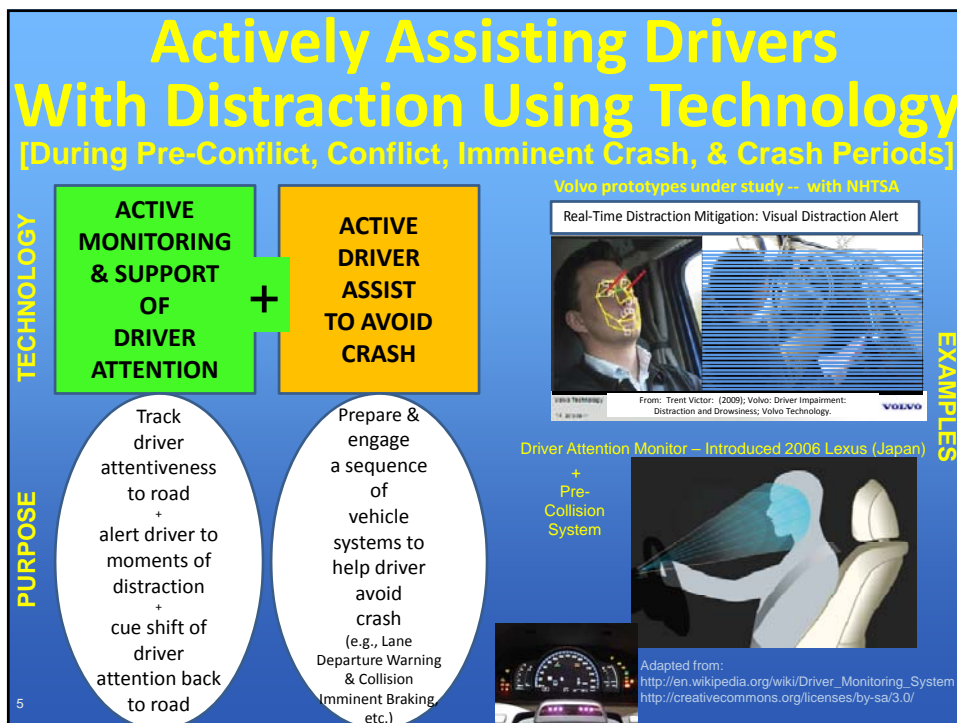 Actively Assisting Drivers
With Distraction Using Technology
[During Pre-Conflict, Conflict, Imminent Crash, & Crash Periods]
TECHNOLOGY
ACTIVE
MONITORING
& SUPPORT
OF
DRIVER
ATTENTION
+
ACTIVE
DRIVER
ASSIST
TO AVOID
CRASH
PURPOSE
Track
driver
attentiveness
to road
+
alert driver to
moments of
distraction
+
cue shift of
driver
attention back
to road
Prepare &
engage
a sequence
of
vehicle
systems to
help driver
avoid
crash
(e.g., Lane
Departure Warning
& Collision
Imminent Braking,
etc.)
EXAMPLES
Volvo prototypes under study -- with NHTSA
Real-Time Distraction Mitigation: Visual Distraction Alert
Volvo Technology
From: Trent Victor: (2009); Volvo: Driver Impairment:
Distraction and Drowsiness; Volvo Technology.
VOLVO
Driver Attention Monitor – Introduced 2006 Lexus (Japan)
+
Pre-
Collision
System
Adapted from:
http://en.wikipedia.org/wiki/Driver_Monitoring_System
http://creativecommons.org/licenses/by-sa/3.0/
5